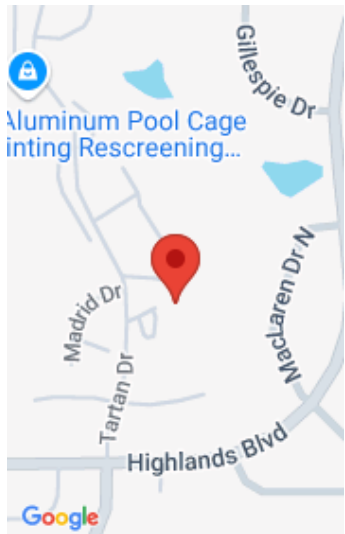 Gillespie Dr
Aluminum Pool Cage
inting Rescreening...
MacLaren Dr N
Madrid Dr
Tartan Dr
Highlands Blvd
Google